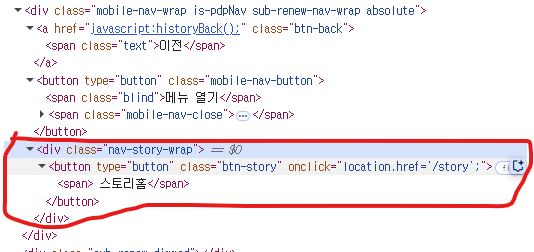 <div class="mobile-nav-wrap is-pdpNav sub-renew-nav-wrap absolute">
<a href="javascript:historyBack();" class="btn-back">
<span class="text">이전</span>
</a>
<button type="button" class="mobile-nav-button">
<span class="blind">메뉴 열기</span>
<span class="mobile-nav-close"> … </span>
</button>
<div class="nav-story-wrap"> == $0
<button type="button" class="btn-story" onclick="location.href='/story';">
<span> 스토리홈</span>
</button>
</div>
</div>